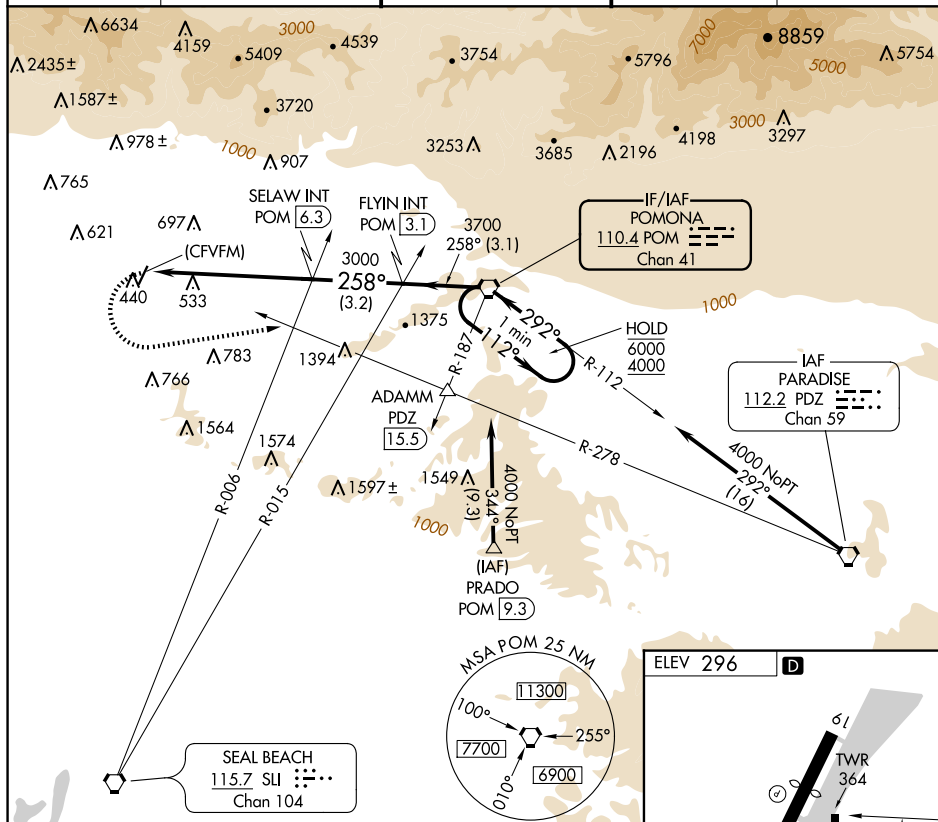 6634
4159
3000
4539
5409
3754
5796
7000
8859
5754
2435±
5000
1587±
3720
3000
3297
978±
1000
907
3253
3685
2196
4198
765
SELAW INT
POM 6.3
FLYIN INT
POM 3.1
IF/IAF
POMONA
110.4 POM
Chan 41
621
697
3700
258° (3.1)
(CFVFM)
3000
258°
(3.2)
440
533
1000
1375
292°
1 min
112°
HOLD
6000
4000
R-187
R-112
783
1394
766
ADAMM
PDZ
15.5
IAF
PARADISE
112.2 PDZ
Chan 59
1564
1574
R-278
4000 NoPT
292°
(16)
R-006
R-015
1597±
1549
4000 NoPT
344°
(9.3)
1000
(IAF)
PRADO
POM 9.3
MSA POM 25 NM
11300
100°
255°
7700
6900
010°
ELEV 296
D
19
TWR
364
P
SEAL BEACH
115.7 SLI
Chan 104